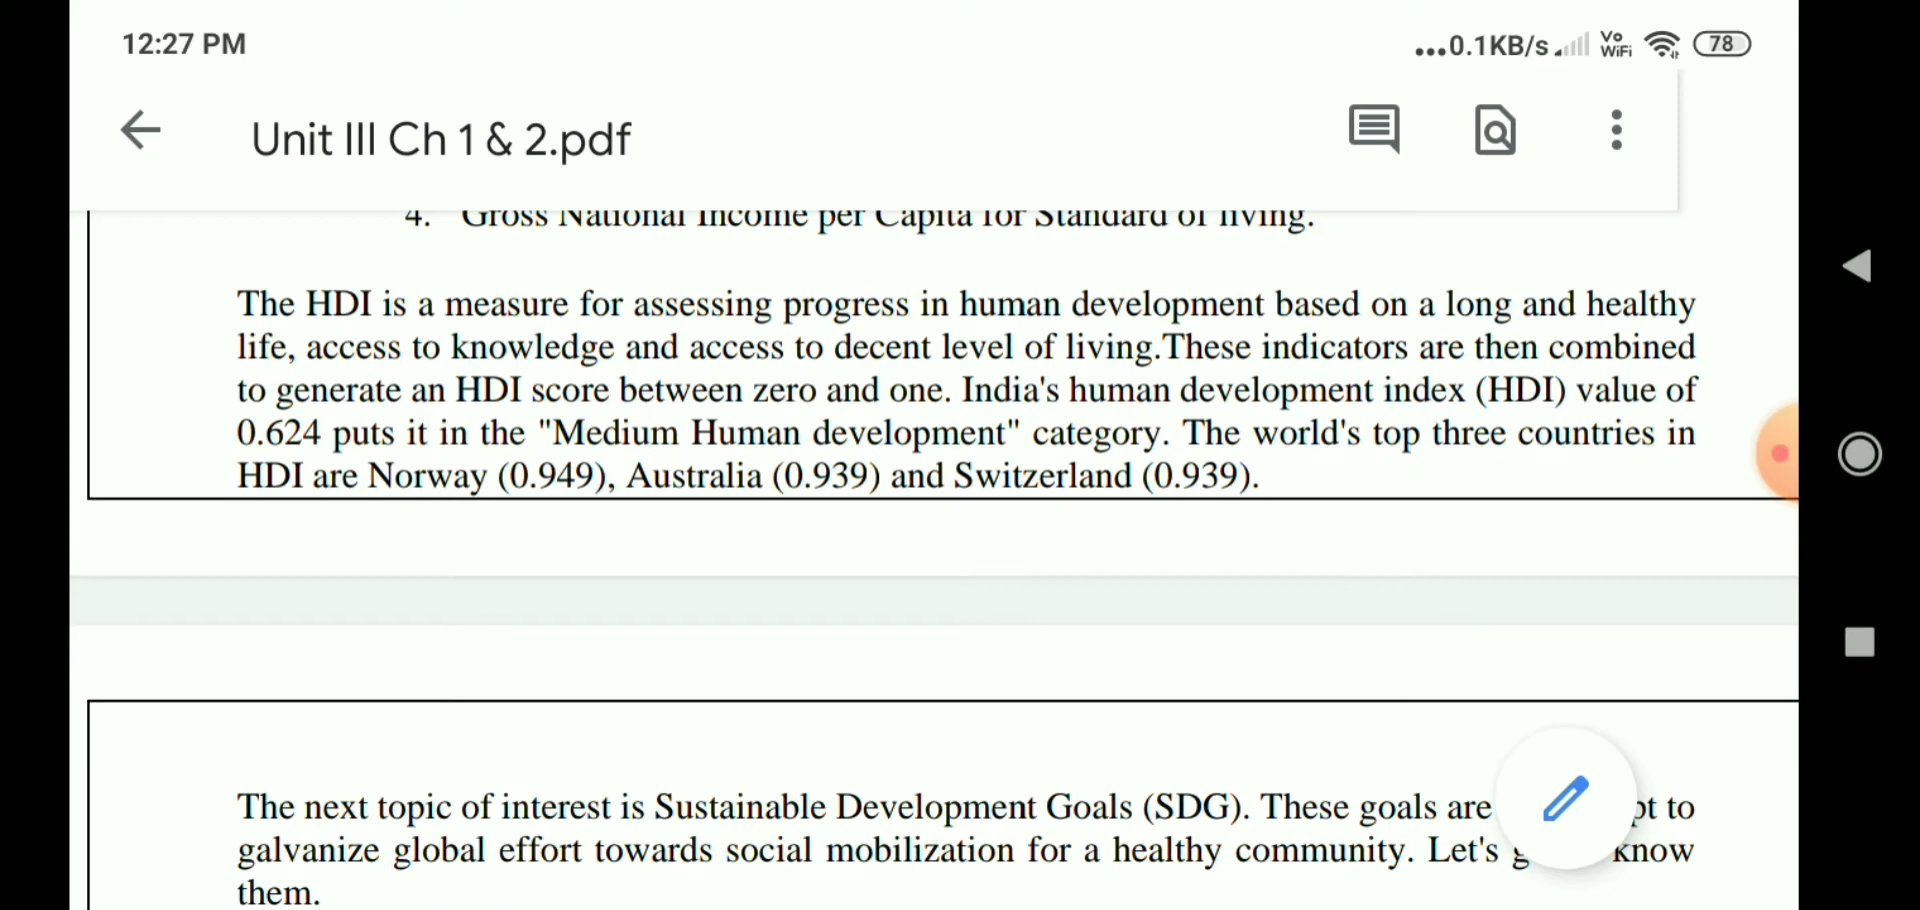 12:27 PM
...0.1KB/s Vo WiFi 78
Unit III Ch 1 & 2.pdf
4. Gross National Income per Capita for Standard of living.
The HDI is a measure for assessing progress in human development based on a long and healthy
life, access to knowledge and access to decent level of living.These indicators are then combined
to generate an HDI score between zero and one. India's human development index (HDI) value of
0.624 puts it in the "Medium Human development" category. The world's top three countries in
HDI are Norway (0.949), Australia (0.939) and Switzerland (0.939).
The next topic of interest is Sustainable Development Goals (SDG). These goals are pt to
galvanize global effort towards social mobilization for a healthy community. Let's g know
them.